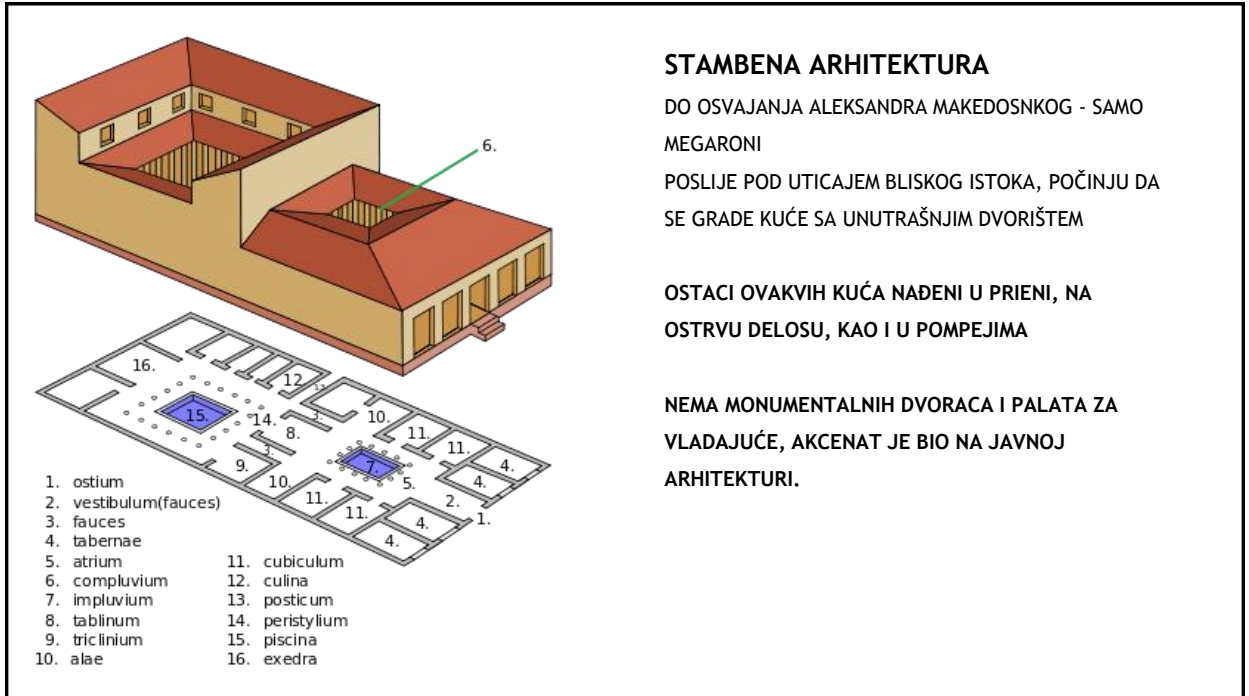 STAMBENA ARHITEKTURA
DO OSVAJANJA ALEKSANDRA MAKEDOSNKOG - SAMO
MEGARONI
POSLIJE POD UTICAJEM BLISKOG ISTOKA, POČINJU DA
SE GRADE KUĆE SA UNUTRAŠNJIM DVORIŠTEM
OSTACI OVAKVIH KUĆA NAĐENI U PRIENI, NA
OSTRVU DELOSU, KAO I U POMPEJIMA
NEMA MONUMENTALNIH DVORACA I PALATA ZA
VLADAJUĆE, AKCENAT JE BIO NA JAVNOJ
ARHITEKTURI.
6.
16.
12.
13.
15.
14.
3.
10.
8.
11.
3.
11.
9.
7.
4.
10.
5.
4.
11.
2.
11.
4.
1.
4.
1. ostium
2. vestibulum(fauces)
3. fauces
4. tabernae
5. atrium
6. compluvium
7. impluvium
8. tablinum
9. triclinium
10. alae
11. cubiculum
12. culina
13. posticum
14. peristylium
15. piscina
16. exedra